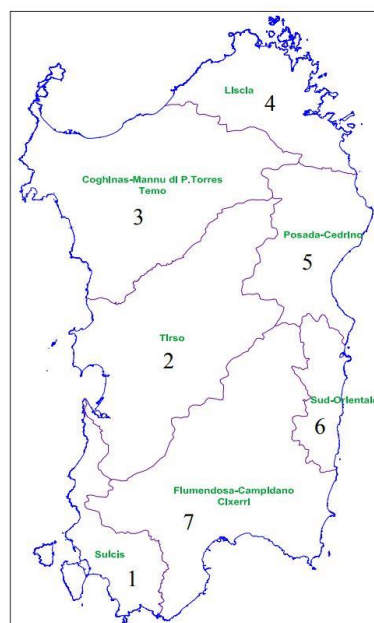 Liscia
4
Coghinas-Mannu di P.Torres
Temo
3
Posada-Cedrino
5
Tirso
2
Sud-Orientale
6
Flumendosa-Campidano
Cixerri
7
Sulcis
1